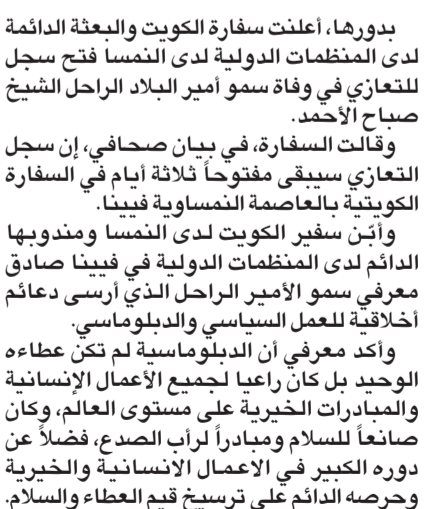 بدورها، أعلنت سفارة الكويت والبعثة الدائمة
لدى المنظمات الدولية لدى النمسا فتح سجل
للتعازي في وفاة سمو أمير البلاد الراحل الشيخ
صباح الأحمد.
وقالت السفارة، في بيان صحافي، إن سجل
التعازي سيبقى مفتوحاً ثلاثة أيام في السفارة
الكويتية بالعاصمة النمساوية فيينا.
وأبّن سفير الكويت لدى النمسا ومندوبها
الدائم لدى المنظمات الدولية في فيينا صادق
معرفي سمو الأمير الراحل الذي أرسى دعائم
أخلاقية للعمل السياسي والدبلوماسي.
وأكد معرفي أن الدبلوماسية لم تكن عطاءه
الوحيد بل كان راعيا لجميع الأعمال الإنسانية
والمبادرات الخيرية على مستوى العالم، وكان
صانعاً للسلام ومبادراً لرأب الصدع، فضلاً عن
دوره الكبير في الاعمال الانسانية والخيرية
وحرصه الدائم على ترسيخ قيم العطاء والسلام.